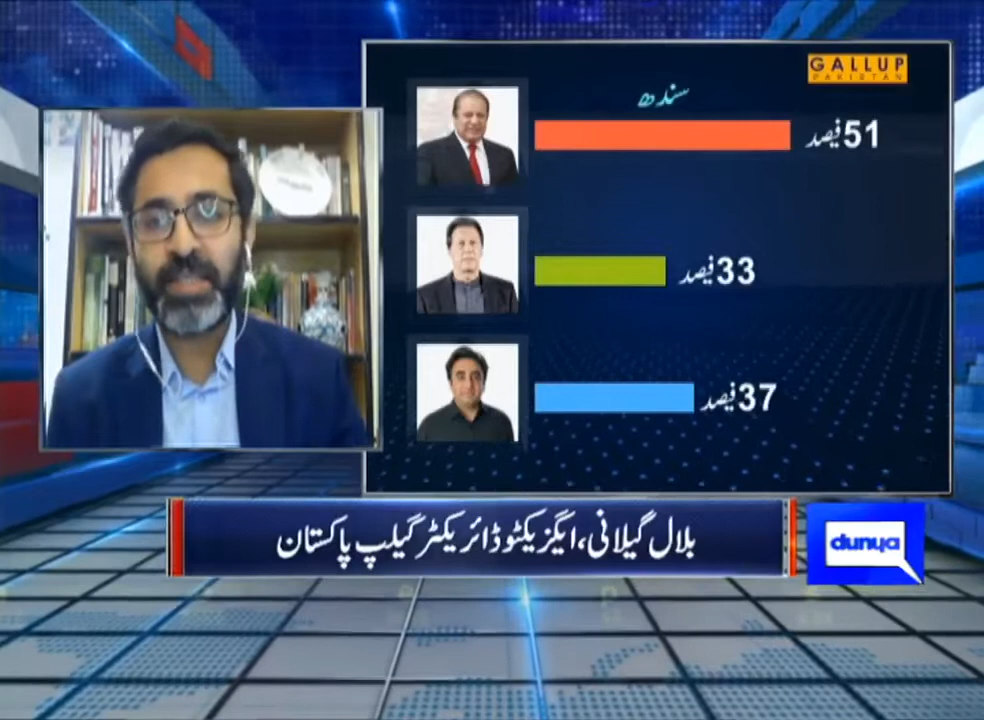 GALLUP
PAKISTAN
سندھ
51 فیصد
33 فیصد
37 فیصد
بلال گیلانی، ایگزیکٹو ڈائریکٹر گیلپ پاکستان
dunya